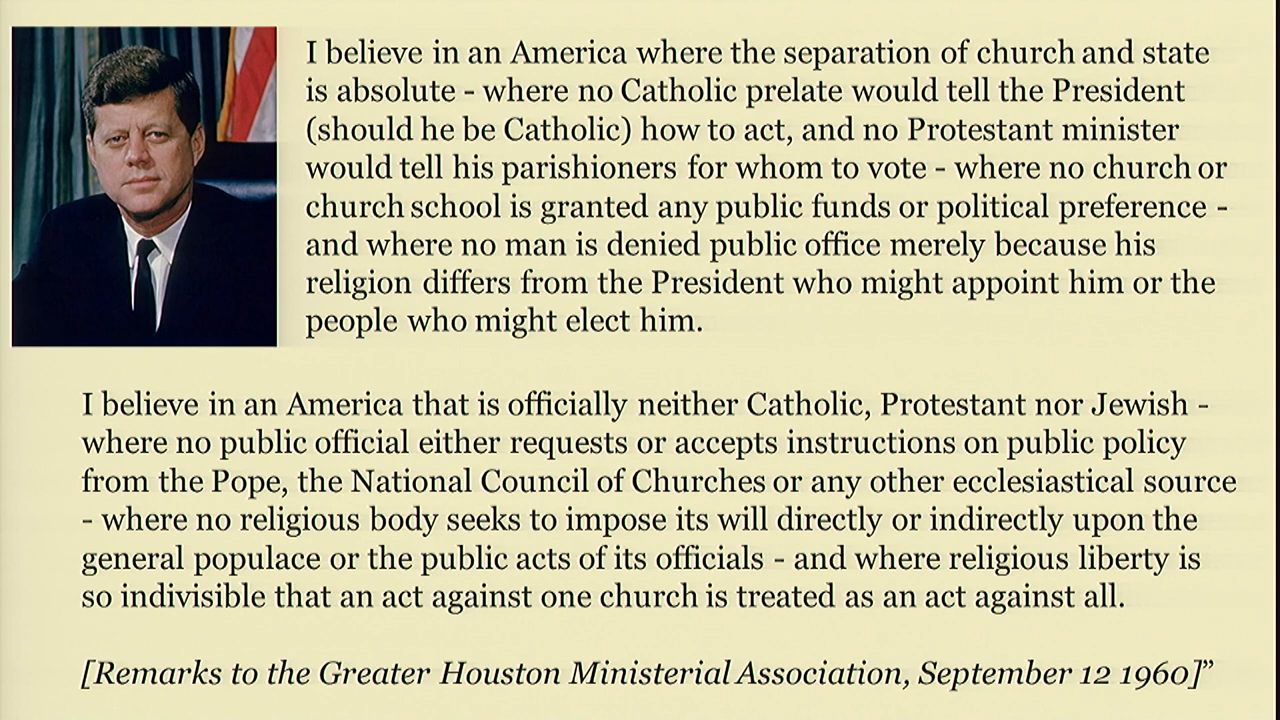 I believe in an America where the separation of church and state
is absolute - where no Catholic prelate would tell the President
(should he be Catholic) how to act, and no Protestant minister
would tell his parishioners for whom to vote - where no church or
church school is granted any public funds or political preference -
and where no man is denied public office merely because his
religion differs from the President who might appoint him or the
people who might elect him.
I believe in an America that is officially neither Catholic, Protestant nor Jewish -
where no public official either requests or accepts instructions on public policy
from the Pope, the National Council of Churches or any other ecclesiastical source
- where no religious body seeks to impose its will directly or indirectly upon the
general populace or the public acts of its officials - and where religious liberty is
so indivisible that an act against one church is treated as an act against all.
[Remarks to the Greater Houston Ministerial Association, September 12 1960]”